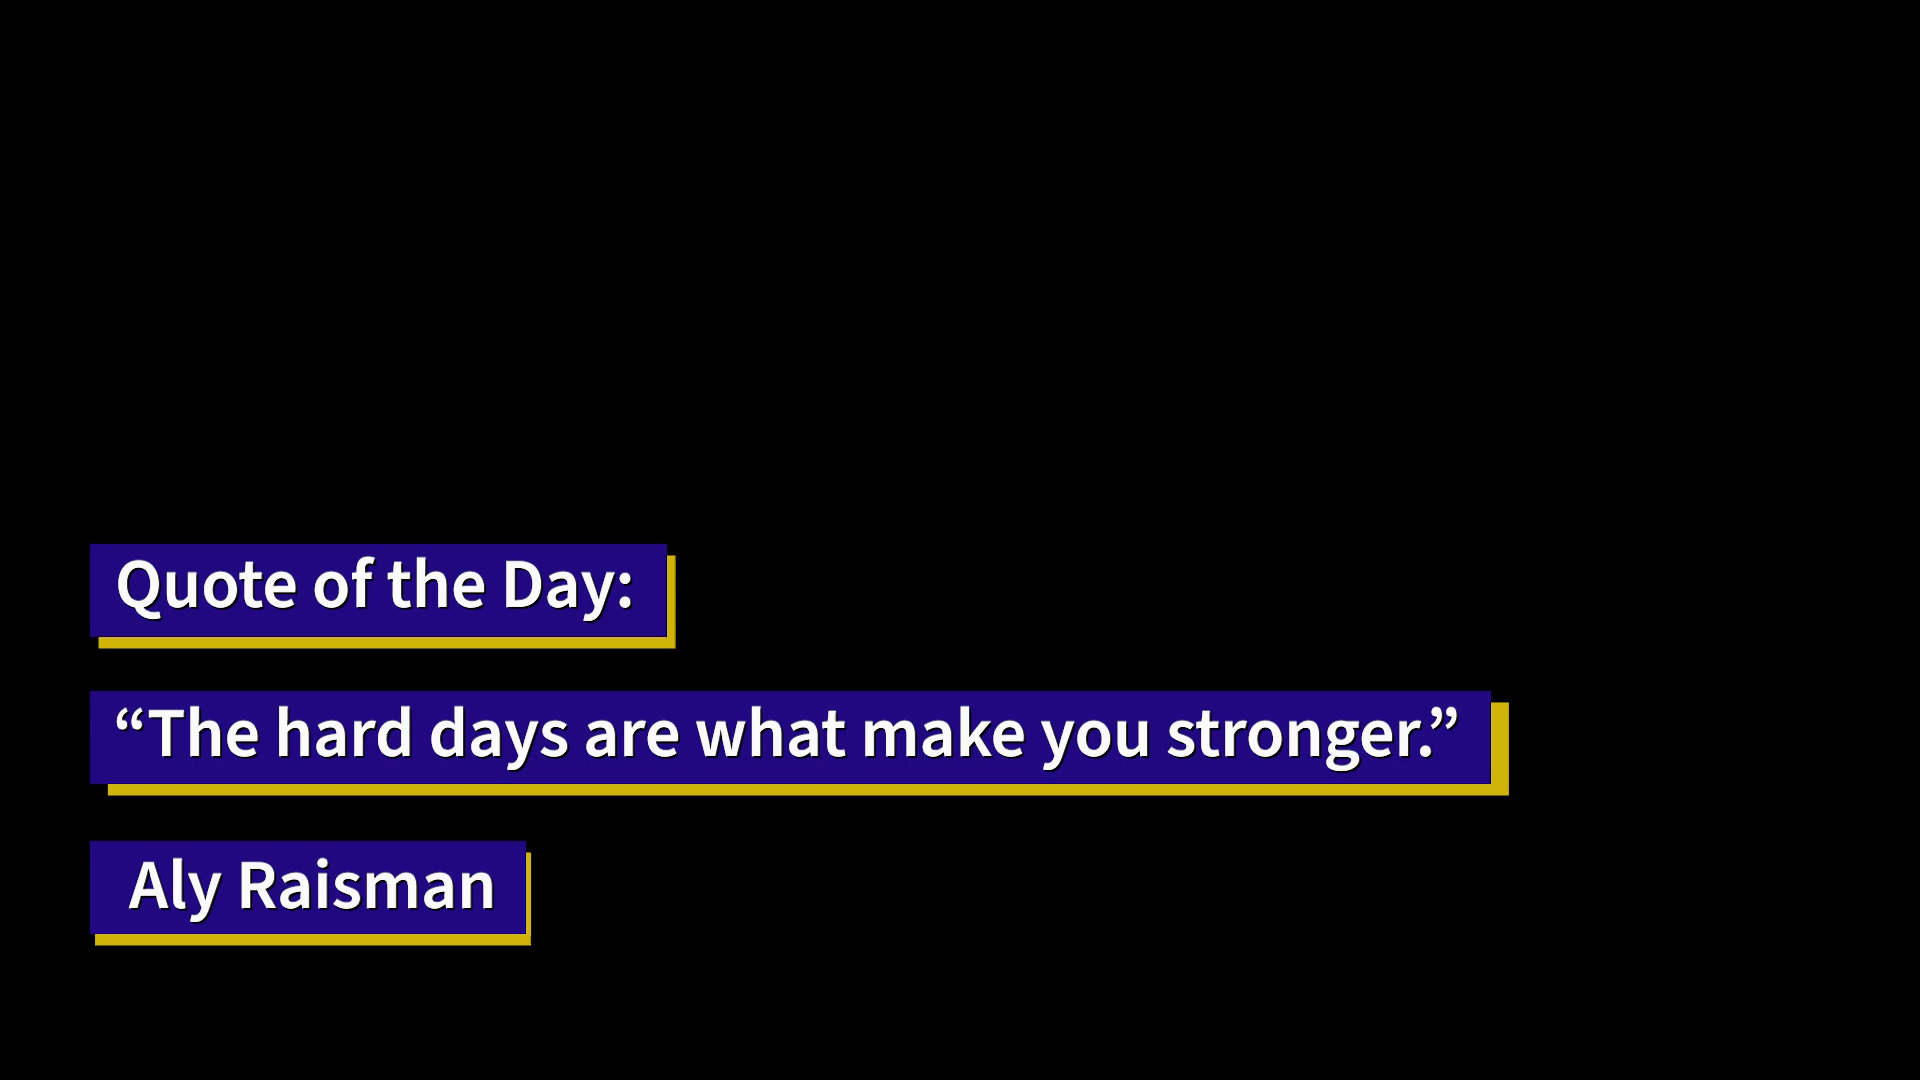 Quote of the Day:
“The hard days are what make you stronger.”
Aly Raisman